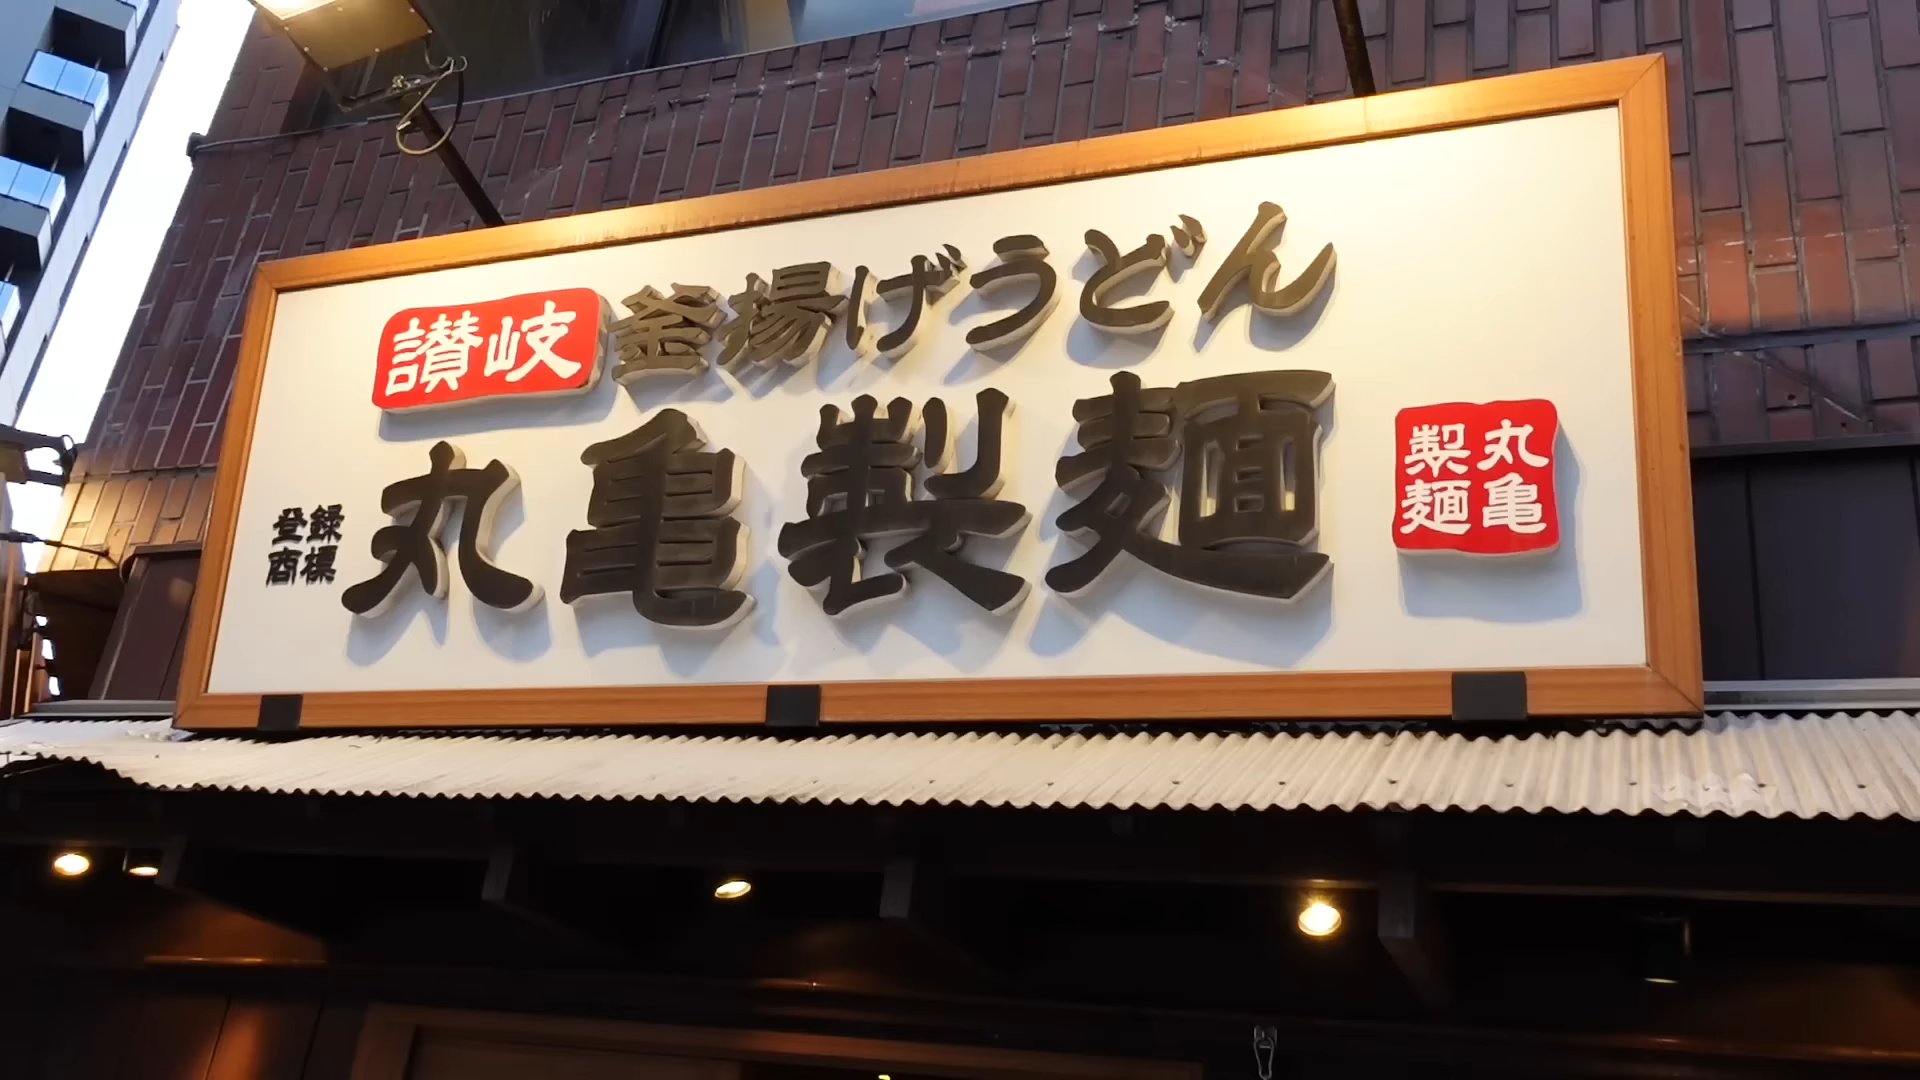 讃岐 釜揚げうどん
登録
商標
丸亀製麺
丸亀
製麺